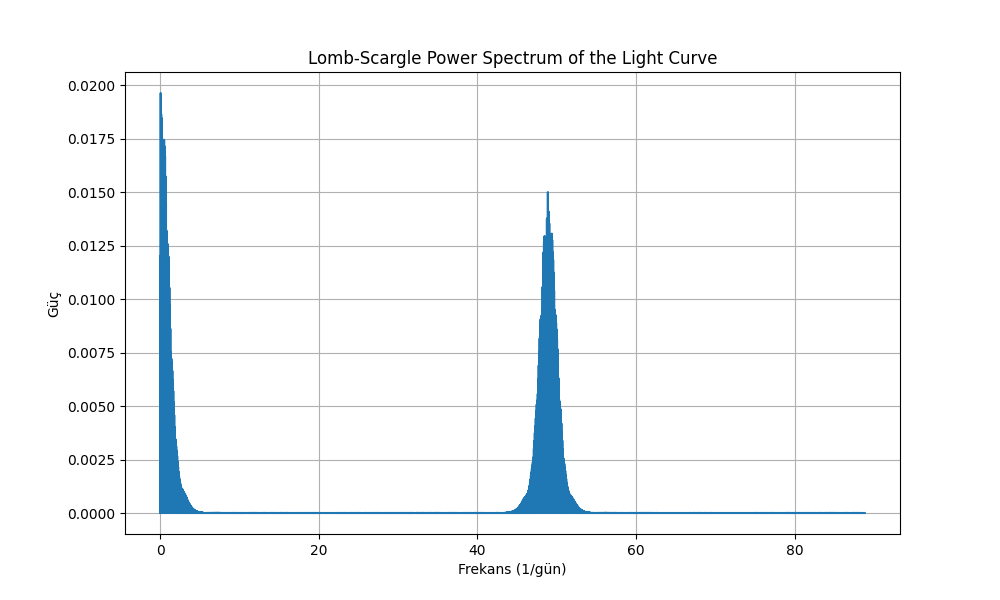 Lomb-Scargle Power Spectrum of the Light Curve
0.0200
0.0175
0.0150
0.0125
0.0100
0.0075
0.0050
0.0025
0.0000
Güç
0 20 40 60 80
Frekans (1/gün)